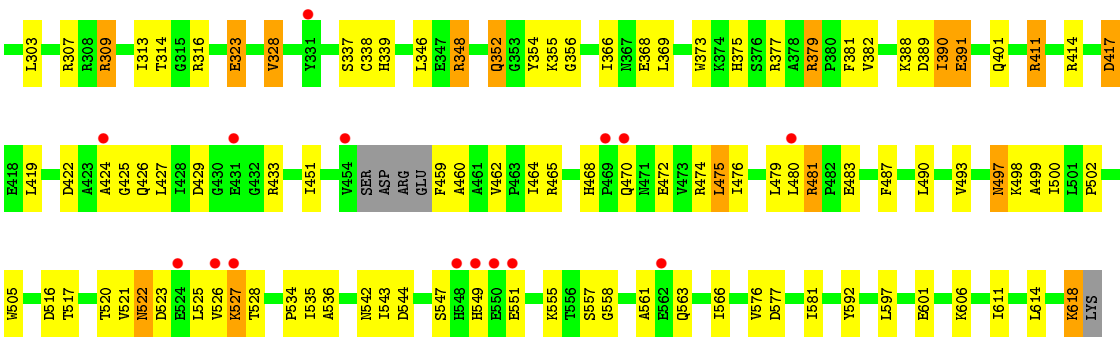 L303 R307 R308 R309 I313 T314 G315 R316 E323 V328 Y331 S337 C338 H339 L346 E347 R348 Q352 G353 Y354 K355 G356 I366 N367 E368 L369 W373 K374 H375 S376 R377 A378 R379 P380 F381 V382 K388 D389 I390 E391 Q401 R411 R414 D417
E418 L419 D422 A423 A424 G425 Q426 L427 I428 D429 G430 E431 G432 R433 I451 V454 SER ASP ARG GLU F459 A460 A461 V462 P463 I464 R465 H468 P469 Q470 N471 E472 V473 R474 L475 I476 L479 L480 R481 P482 E483 F487 L490 V493 N497 K498 A499 I500 L501 P502
W505 D516 T517 T520 V521 N522 D523 E524 L525 V526 K527 T528 P534 I535 A536 N542 I543 D544 S547 H548 H549 E550 E551 K555 T556 S557 G558 A561 E562 Q563 I566 V576 D577 I581 Y592 L597 E601 K606 I611 L614 K618 LYS